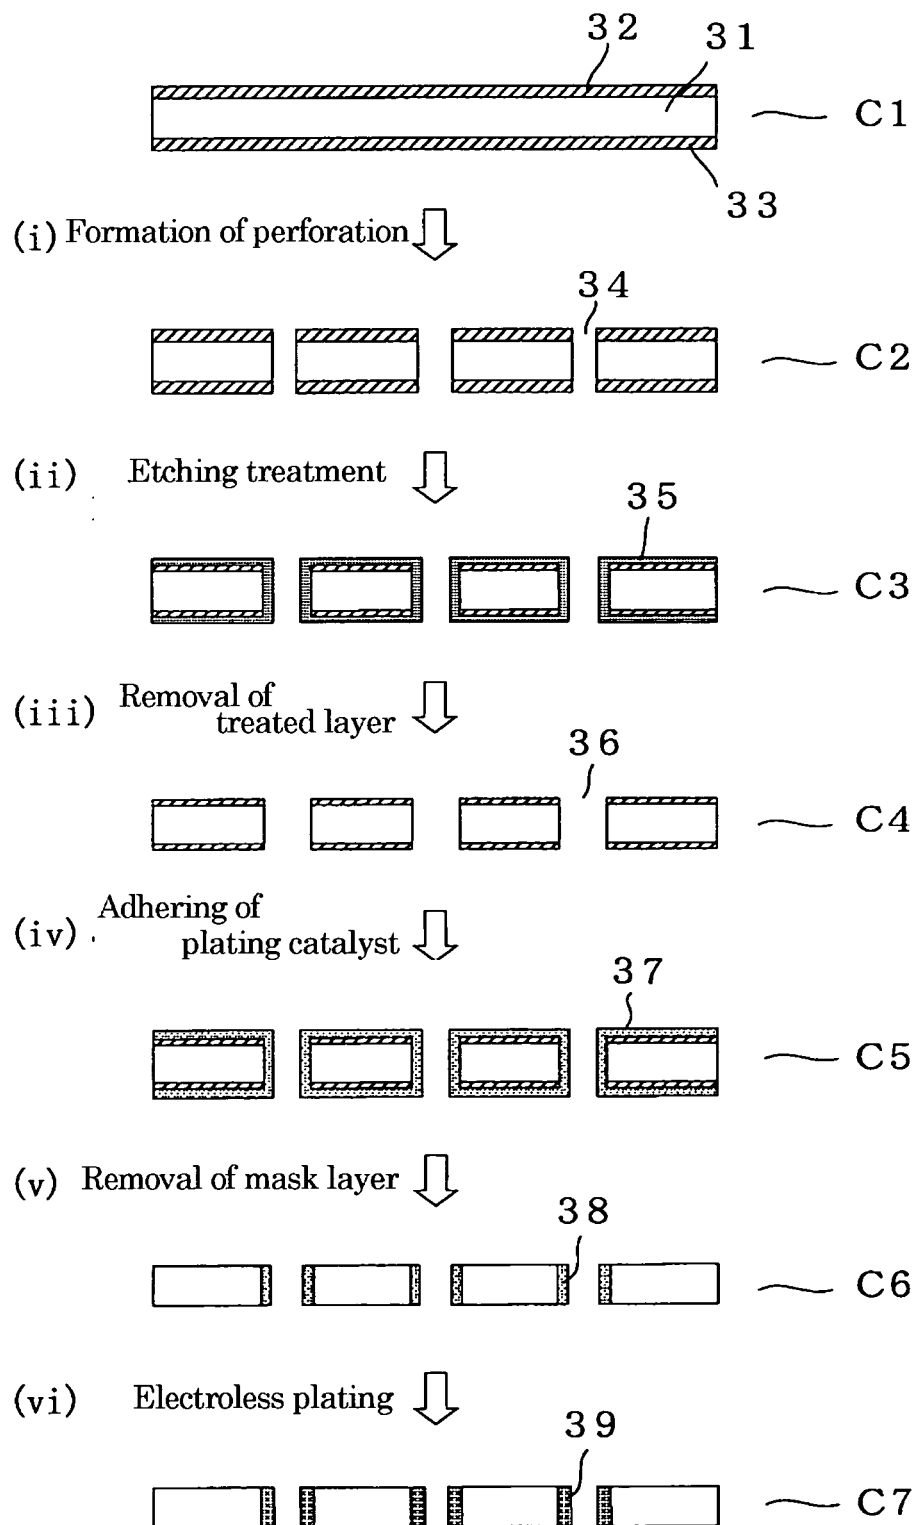 32
31
C1
33
(i) Formation of perforation
34
C2
(ii) Etching treatment
35
C3
(iii) Removal of
treated layer
36
C4
(iv) Adhering of
plating catalyst
37
C5
(v) Removal of mask layer
38
C6
(vi) Electroless plating
39
C7